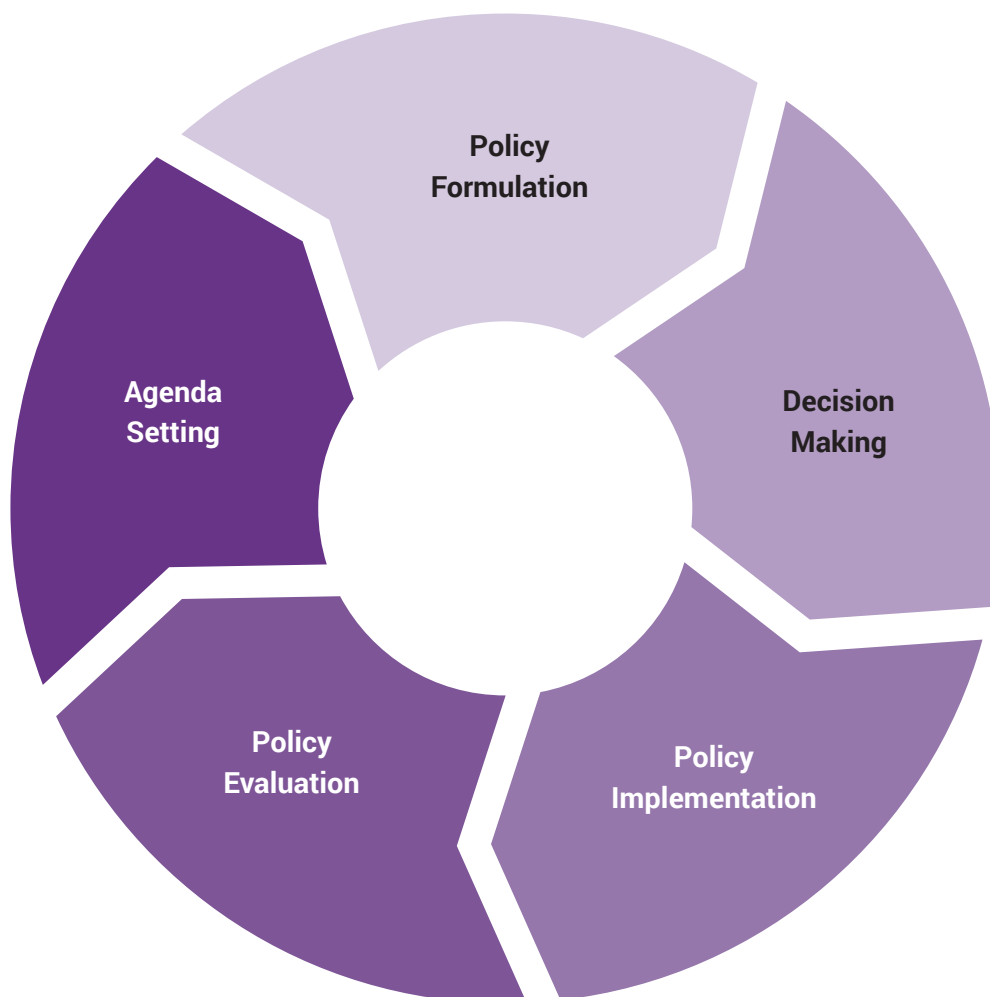 Policy
Formulation
Decision
Making
Policy
Implementation
Policy
Evaluation
Agenda
Setting